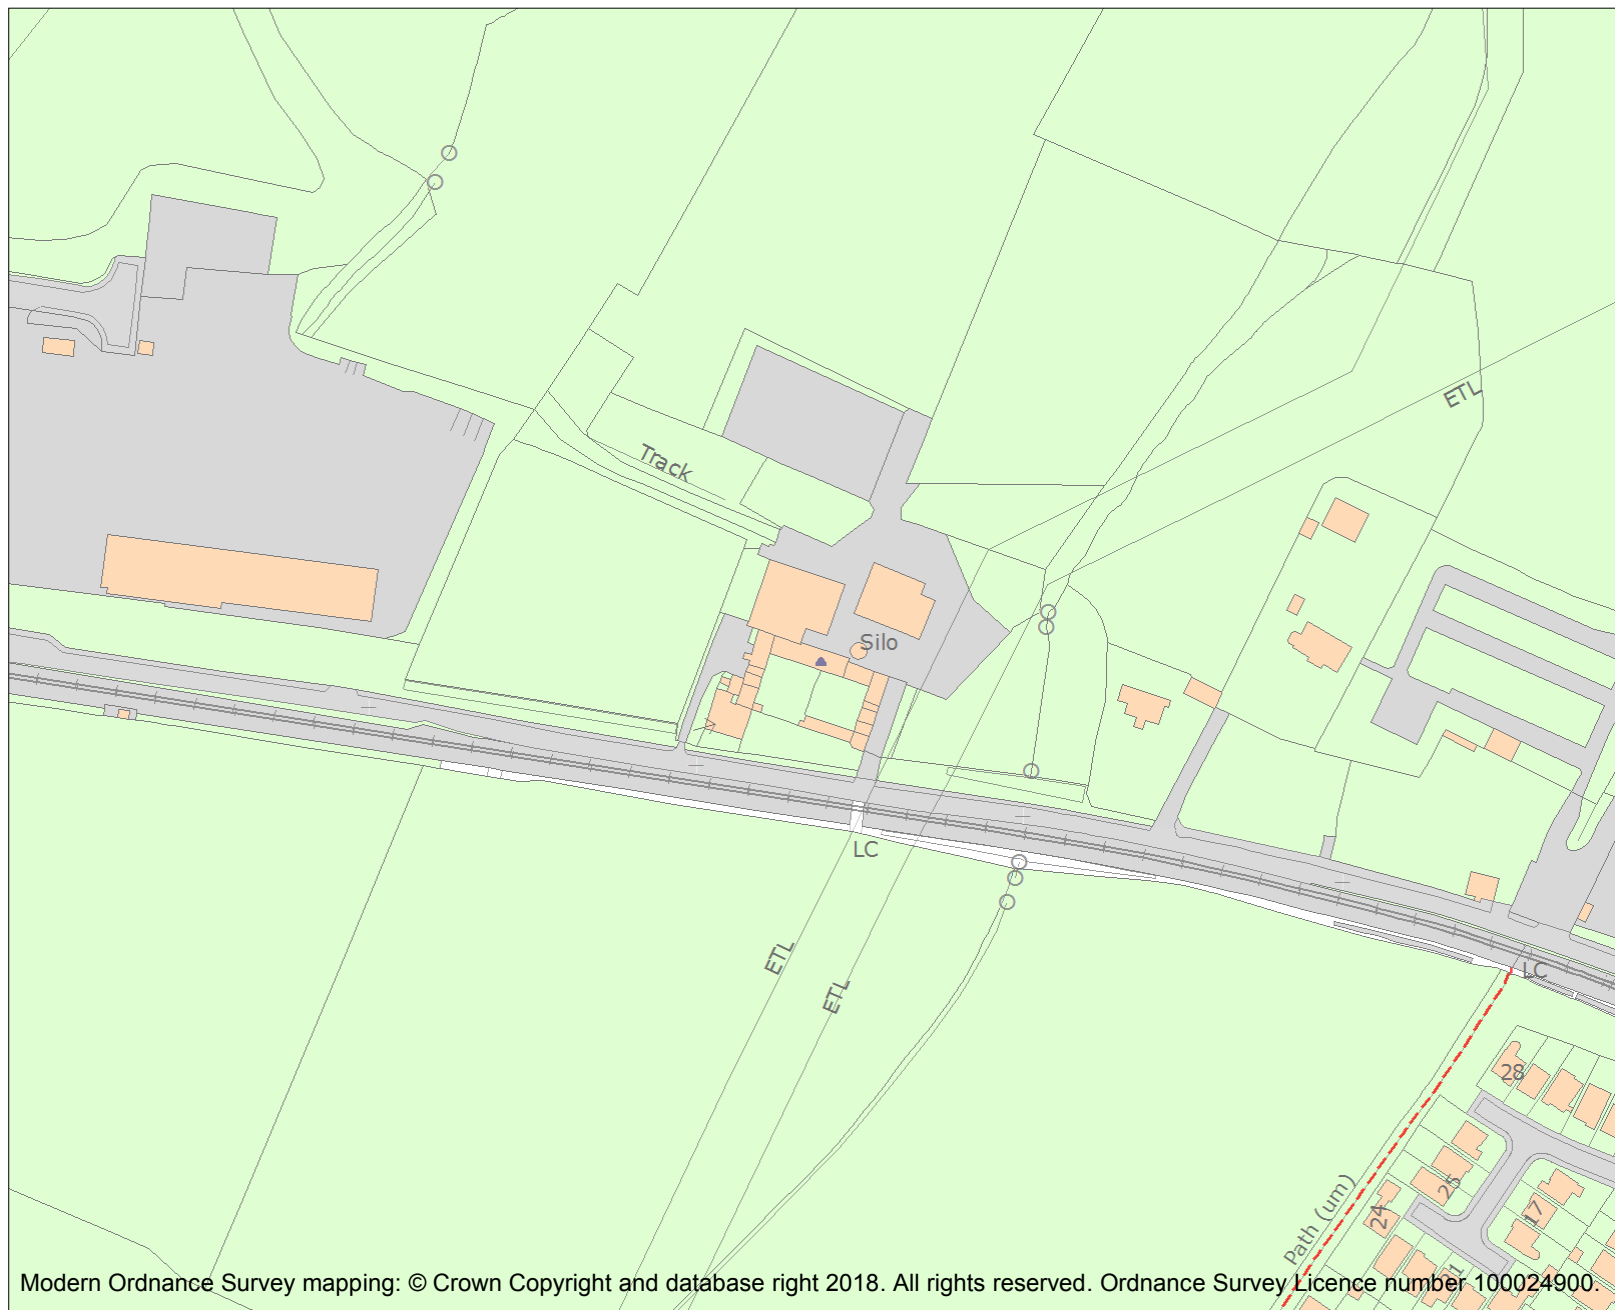 ETL
Track
Silo
LC
ETL
LC
ETL
28
25
Path (um)
24
17
21
Modern Ordnance Survey mapping: © Crown Copyright and database right 2018. All rights reserved. Ordnance Survey Licence number 100024900.